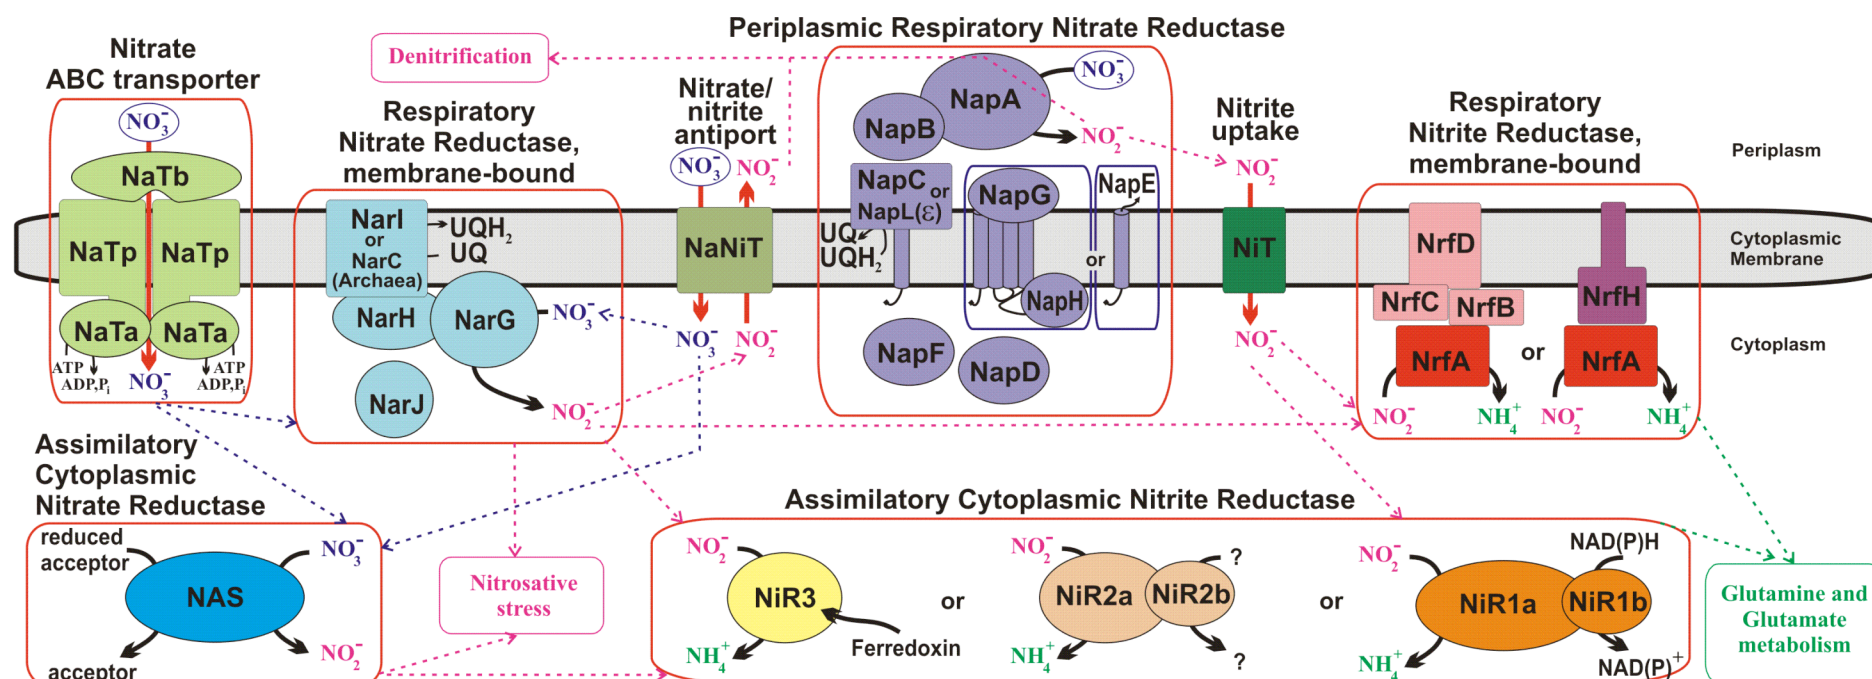 Periplasmic Respiratory Nitrate Reductase
Nitrate
ABC transporter
Denitrification
Respiratory
Nitrate Reductase,
membrane-bound
Nitrate/
nitrite
antiport
Nitrite
uptake
Respiratory
Nitrite Reductase,
membrane-bound
Periplasm
Cytoplasmic
Membrane
Cytoplasm
NO₃⁻
NaTb
NaTp
NaTp
NaTa
NaTa
ATP
ADP,Pᵢ
NO₃⁻
ATP
ADP,Pᵢ
NarI
or
NarC
(Archaea)
UQH₂
UQ
NarH
NarG
NO₃⁻
NarJ
NO₂⁻
NO₃⁻
NO₂⁻
NaNiT
NO₃⁻
NO₂⁻
NapA
NO₃⁻
NapB
NO₂⁻
NapC or
NapL(ε)
UQ
UQH₂
NapG
NapH
or
NapE
NapF
NapD
NO₂⁻
NiT
NO₂⁻
NrfD
NrfC
NrfB
NrfA
NO₂⁻
NH₄⁺
or
NrfH
NrfA
NO₂⁻
NH₄⁺
Assimilatory
Cytoplasmic
Nitrate Reductase
reduced
acceptor
NO₃⁻
NAS
acceptor
NO₂⁻
Nitrosative
stress
Assimilatory Cytoplasmic Nitrite Reductase
NO₂⁻
NiR3
NH₄⁺
Ferredoxin
or
NO₂⁻
NiR2a
NiR2b
?
?
NH₄⁺
or
NO₂⁻
NAD(P)H
NiR1a
NiR1b
NH₄⁺
NAD(P)⁺
Glutamine and
Glutamate
metabolism